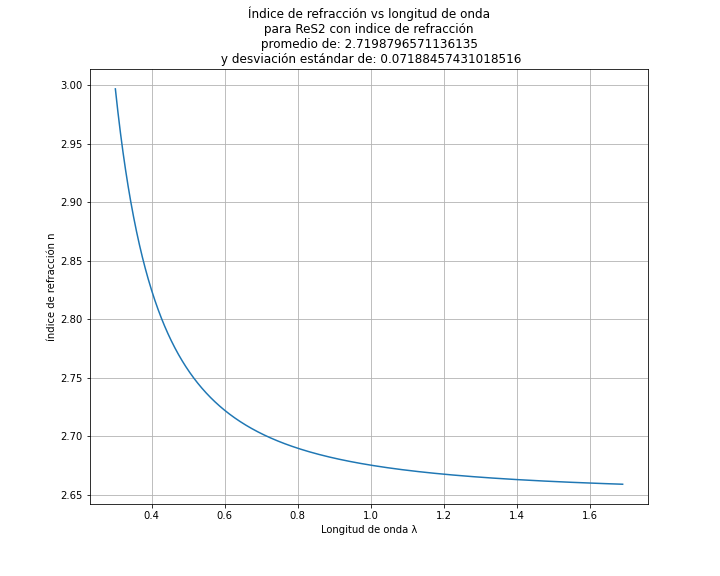 Índice de refracción vs longitud de onda
para ReS2 con indice de refracción
promedio de: 2.7198796571136135
y desviación estándar de: 0.07188457431018516
3.00
2.95
2.90
2.85
2.80
2.75
2.70
2.65
índice de refracción n
0.4 0.6 0.8 1.0 1.2 1.4 1.6
Longitud de onda λ